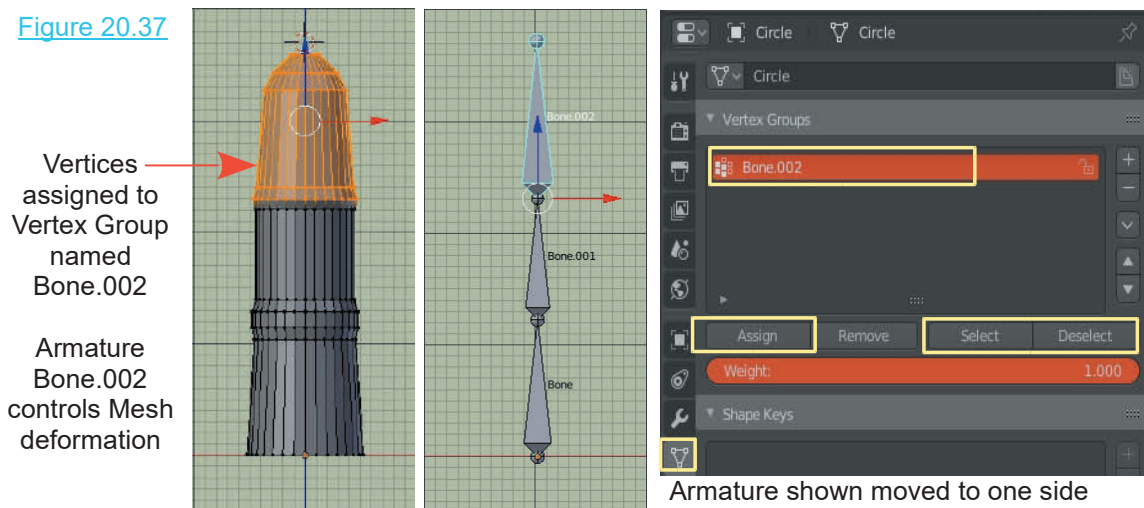 Figure 20.37
Vertices
assigned to
Vertex Group
named
Bone.002
Armature
Bone.002
controls Mesh
deformation
Bone.002
Bone.001
Bone
Circle Circle
Circle
Vertex Groups
Bone.002
Assign Remove Select Deselect
Weight: 1.000
Shape Keys
Armature shown moved to one side